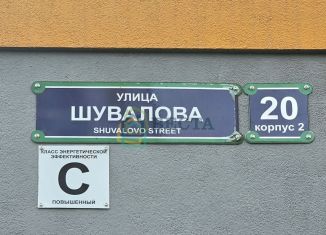 УЛИЦА
ШУВАЛОВА
SHUVALOVO STREET
20
корпус 2
КЛАСС ЭНЕРГЕТИЧЕСКОЙ
ЭФФЕКТИВНОСТИ
C
ПОВЫШЕННЫЙ